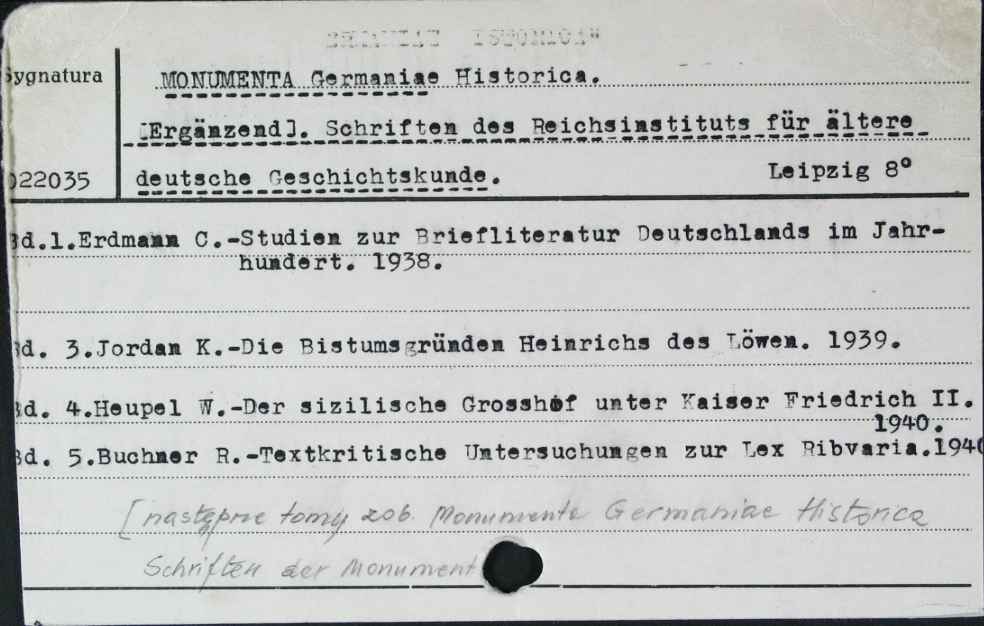 Sygnatura
MONUMENTA Germaniae Historica.
[Ergänzend]. Schriften des Reichsinstituts für ältere
022035
deutsche Geschichtskunde. Leipzig 8°
Bd.1.Erdmann C.-Studien zur Briefliteratur Deutschlands im Jahr-
hundert. 1938.
Bd. 3.Jordan K.-Die Bistumsgründen Heinrichs des Löwen. 1939.
Bd. 4.Heupel W.-Der sizilische Grosshof unter Kaiser Friedrich II.
1940.
Bd. 5.Buchner R.-Textkritische Untersuchungen zur Lex Ribvaria.1940
[następne tomy zob. Monumenta Germaniae Historica
Schriften der Monument